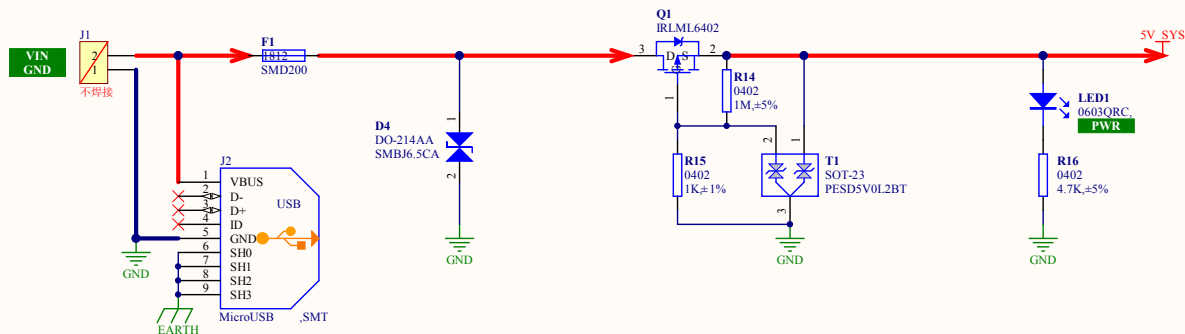 VIN
GND
J1
2
1
不焊接
F1
1812
SMD200
Q1
IRLML6402
3
D
S
G
2
1
5V_SYS
R14
0402
1M,±5%
D4
DO-214AA
SMBJ6.5CA
1
2
GND
R15
0402
1K,±1%
2
1
T1
SOT-23
PESD5V0L2BT
3
GND
LED1
0603QRC,
PWR
R16
0402
4.7K,±5%
GND
J2
1 VBUS
2 D-
3 D+
4 ID
5 GND
6 SH0
7 SH1
8 SH2
9 SH3
USB
MicroUSB ,SMT
GND
EARTH